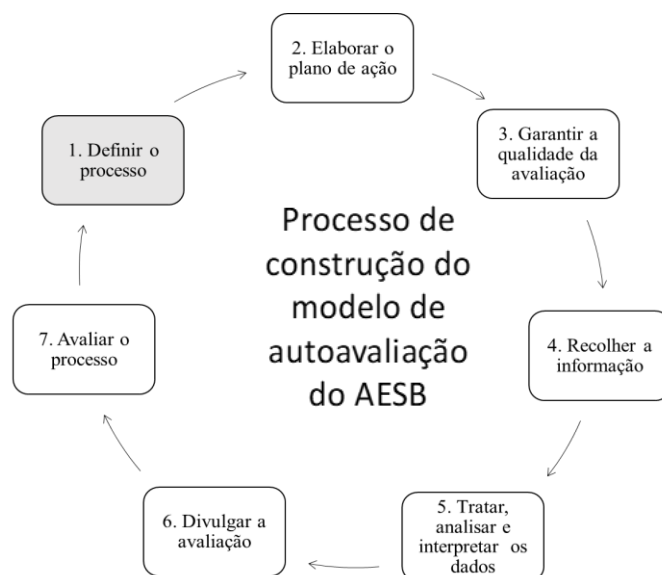 2. Elaborar o
plano de ação
1. Definir o
processo
3. Garantir a
qualidade da
avaliação
Processo de
construção do
modelo de
autoavaliação
do AESB
7. Avaliar o
processo
4. Recolher a
informação
6. Divulgar a
avaliação
5. Tratar,
analisar e
interpretar os
dados